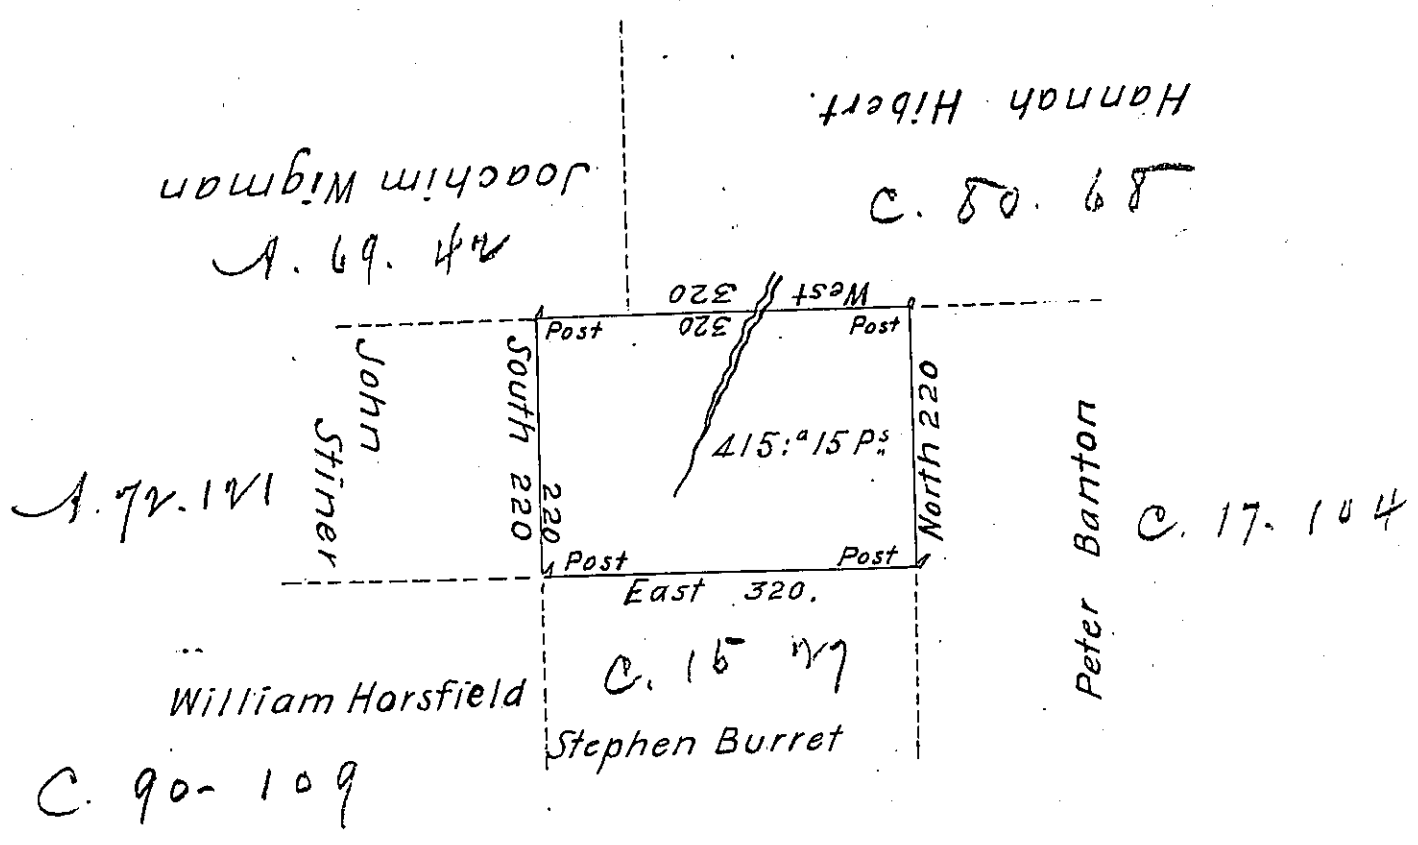 Hannah Hibert.
Joachim Wigman
C. 80. 68
A. 69. 42
West 320
Post 320 Post
John Stiner
South 220
220
415:ª 15 Ps
North 220
Peter Banton
A. 72. 121
C. 17. 104
Post Post
East 320.
C. 15
William Horsfield
Stephen Burret
C. 90- 109